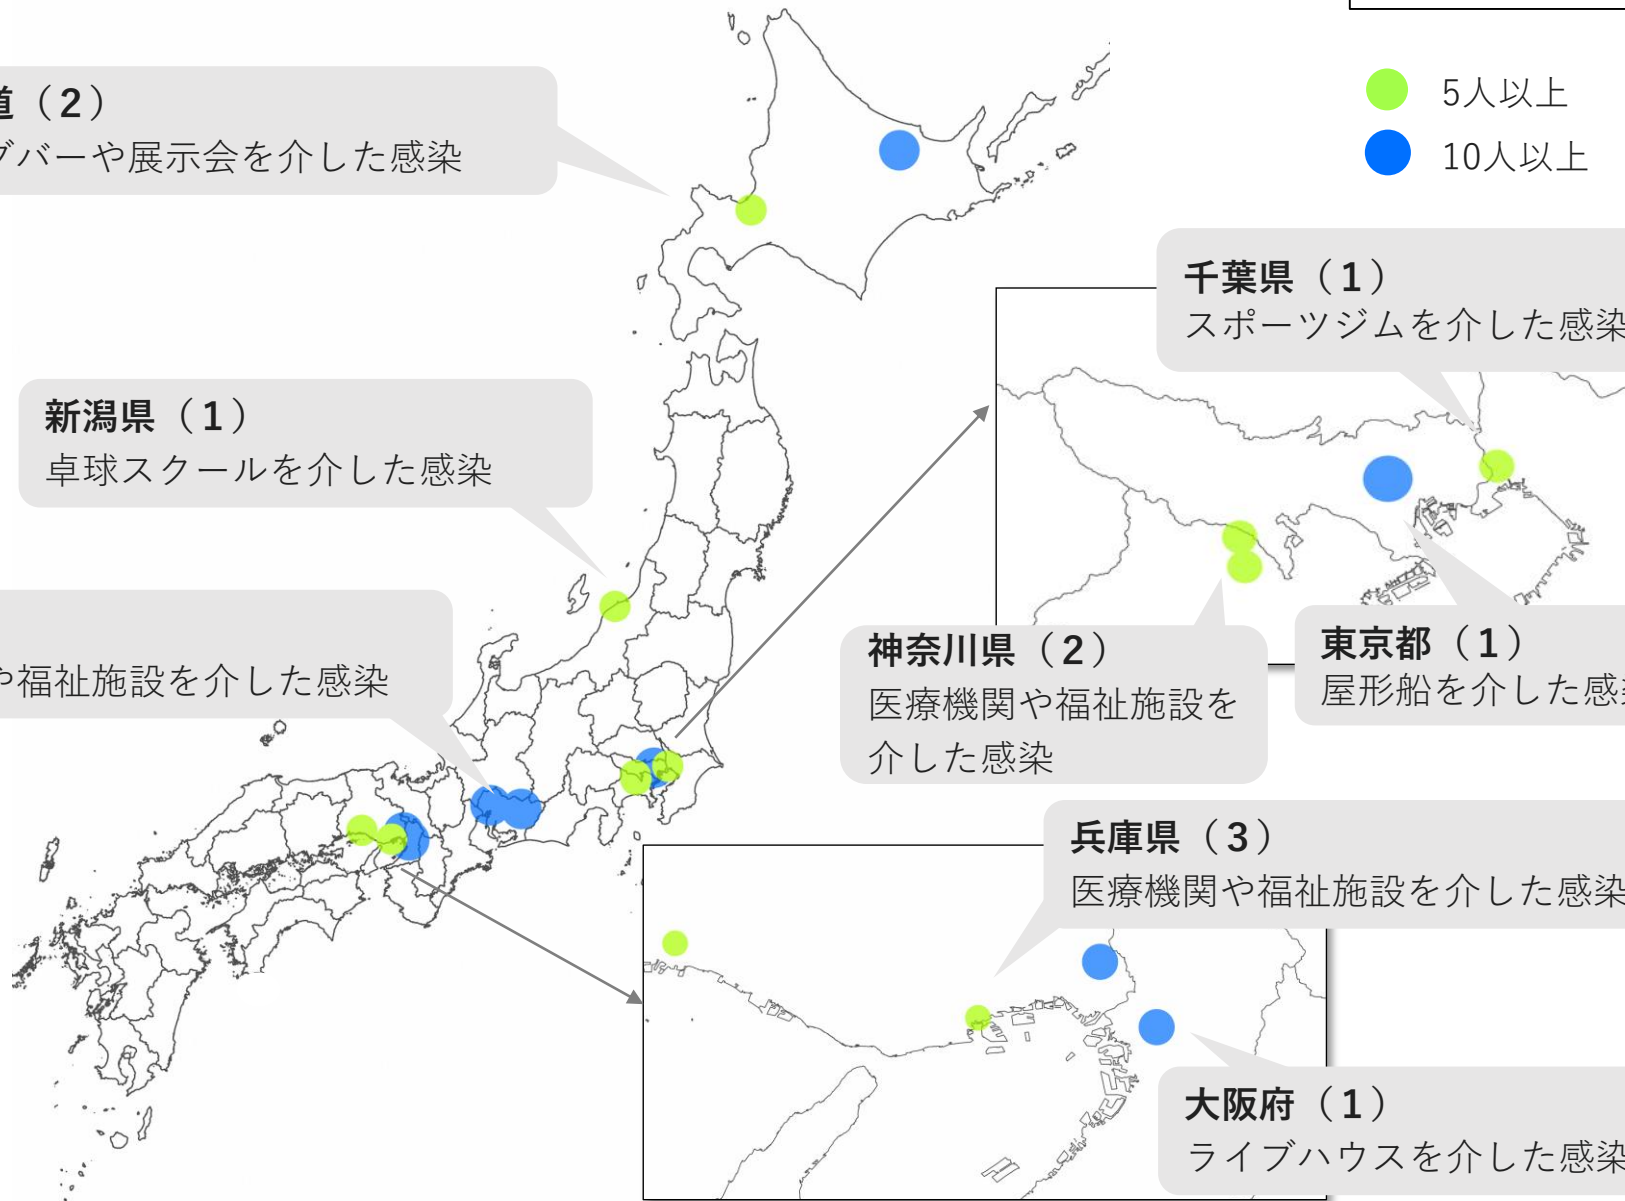 道（2）
ブバーや展示会を介した感染
5人以上
10人以上
千葉県（1）
スポーツジムを介した感染
新潟県（1）
卓球スクールを介した感染
や福祉施設を介した感染
神奈川県（2）
医療機関や福祉施設を
介した感染
東京都（1）
屋形船を介した感染
兵庫県（3）
医療機関や福祉施設を介した感染
大阪府（1）
ライブハウスを介した感染